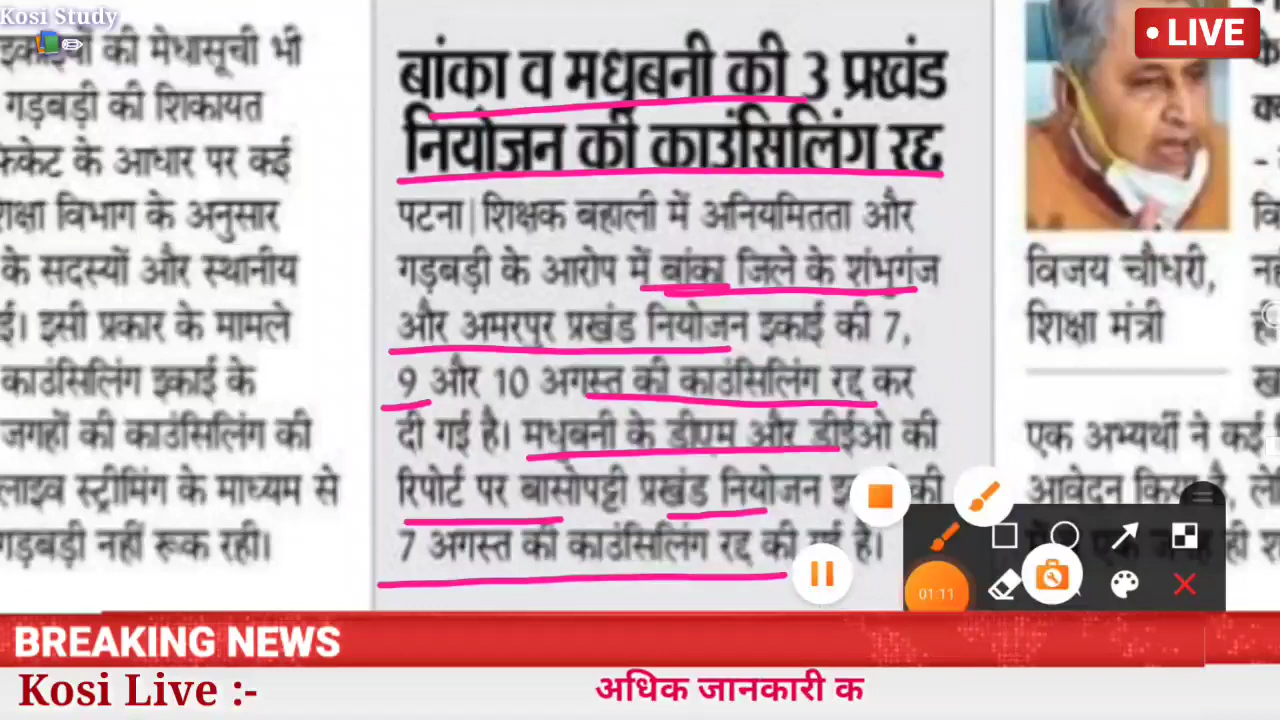 Kosi Study
LIVE
इकाइयों की मेधासूची भी
गड़बड़ी की शिकायत
के आधार पर कई
विभाग के अनुसार
के सदस्यों और स्थानीय
ई। इसी प्रकार के मामले
काउंसिलिंग इकाई के
जगहों की काउंसिलिंग की
लाइव स्ट्रीमिंग के माध्यम से
गड़बड़ी नहीं रूक रही।
बांका व मधुबनी की 3 प्रखंड
नियोजन की काउंसिलिंग रद्द
पटना|शिक्षक बहाली में अनियमितता और
गड़बड़ी के आरोप में बांका जिले के शंभुगंज
और अमरपुर प्रखंड नियोजन इकाई की 7,
9 और 10 अगस्त की काउंसिलिंग रद्द कर
दी गई है। मधुबनी के डीएम और डीईओ की
रिपोर्ट पर बासोपट्टी प्रखंड नियोजन की
7 अगस्त की काउंसिलिंग रद्द की गई है।
विजय चौधरी,
शिक्षा मंत्री
एक अभ्यर्थी ने कई
आवेदन
ही
01:11
BREAKING NEWS
Kosi Live :-
अधिक जानकारी क